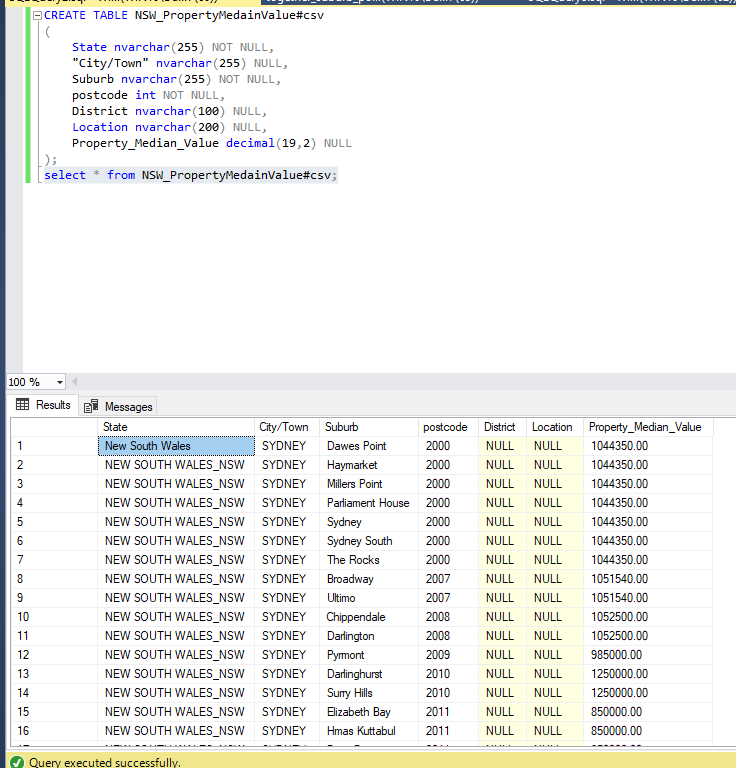 CREATE TABLE NSW_PropertyMedainValue#csv
(
State nvarchar(255) NOT NULL,
"City/Town" nvarchar(255) NULL,
Suburb nvarchar(255) NOT NULL,
postcode int NOT NULL,
District nvarchar(100) NULL,
Location nvarchar(200) NULL,
Property_Median_Value decimal(19,2) NULL
);
select * from NSW_PropertyMedainValue#csv;
100 %
Results Messages
State City/Town Suburb postcode District Location Property_Median_Value
1 New South Wales SYDNEY Dawes Point 2000 NULL NULL 1044350.00
2 NEW SOUTH WALES_NSW SYDNEY Haymarket 2000 NULL NULL 1044350.00
3 NEW SOUTH WALES_NSW SYDNEY Millers Point 2000 NULL NULL 1044350.00
4 NEW SOUTH WALES_NSW SYDNEY Parliament House 2000 NULL NULL 1044350.00
5 NEW SOUTH WALES_NSW SYDNEY Sydney 2000 NULL NULL 1044350.00
6 NEW SOUTH WALES_NSW SYDNEY Sydney South 2000 NULL NULL 1044350.00
7 NEW SOUTH WALES_NSW SYDNEY The Rocks 2000 NULL NULL 1044350.00
8 NEW SOUTH WALES_NSW SYDNEY Broadway 2007 NULL NULL 1051540.00
9 NEW SOUTH WALES_NSW SYDNEY Ultimo 2007 NULL NULL 1051540.00
10 NEW SOUTH WALES_NSW SYDNEY Chippendale 2008 NULL NULL 1052500.00
11 NEW SOUTH WALES_NSW SYDNEY Darlington 2008 NULL NULL 1052500.00
12 NEW SOUTH WALES_NSW SYDNEY Pyrmont 2009 NULL NULL 985000.00
13 NEW SOUTH WALES_NSW SYDNEY Darlinghurst 2010 NULL NULL 1250000.00
14 NEW SOUTH WALES_NSW SYDNEY Surry Hills 2010 NULL NULL 1250000.00
15 NEW SOUTH WALES_NSW SYDNEY Elizabeth Bay 2011 NULL NULL 850000.00
16 NEW SOUTH WALES_NSW SYDNEY Hmas Kuttabul 2011 NULL NULL 850000.00
Query executed successfully.